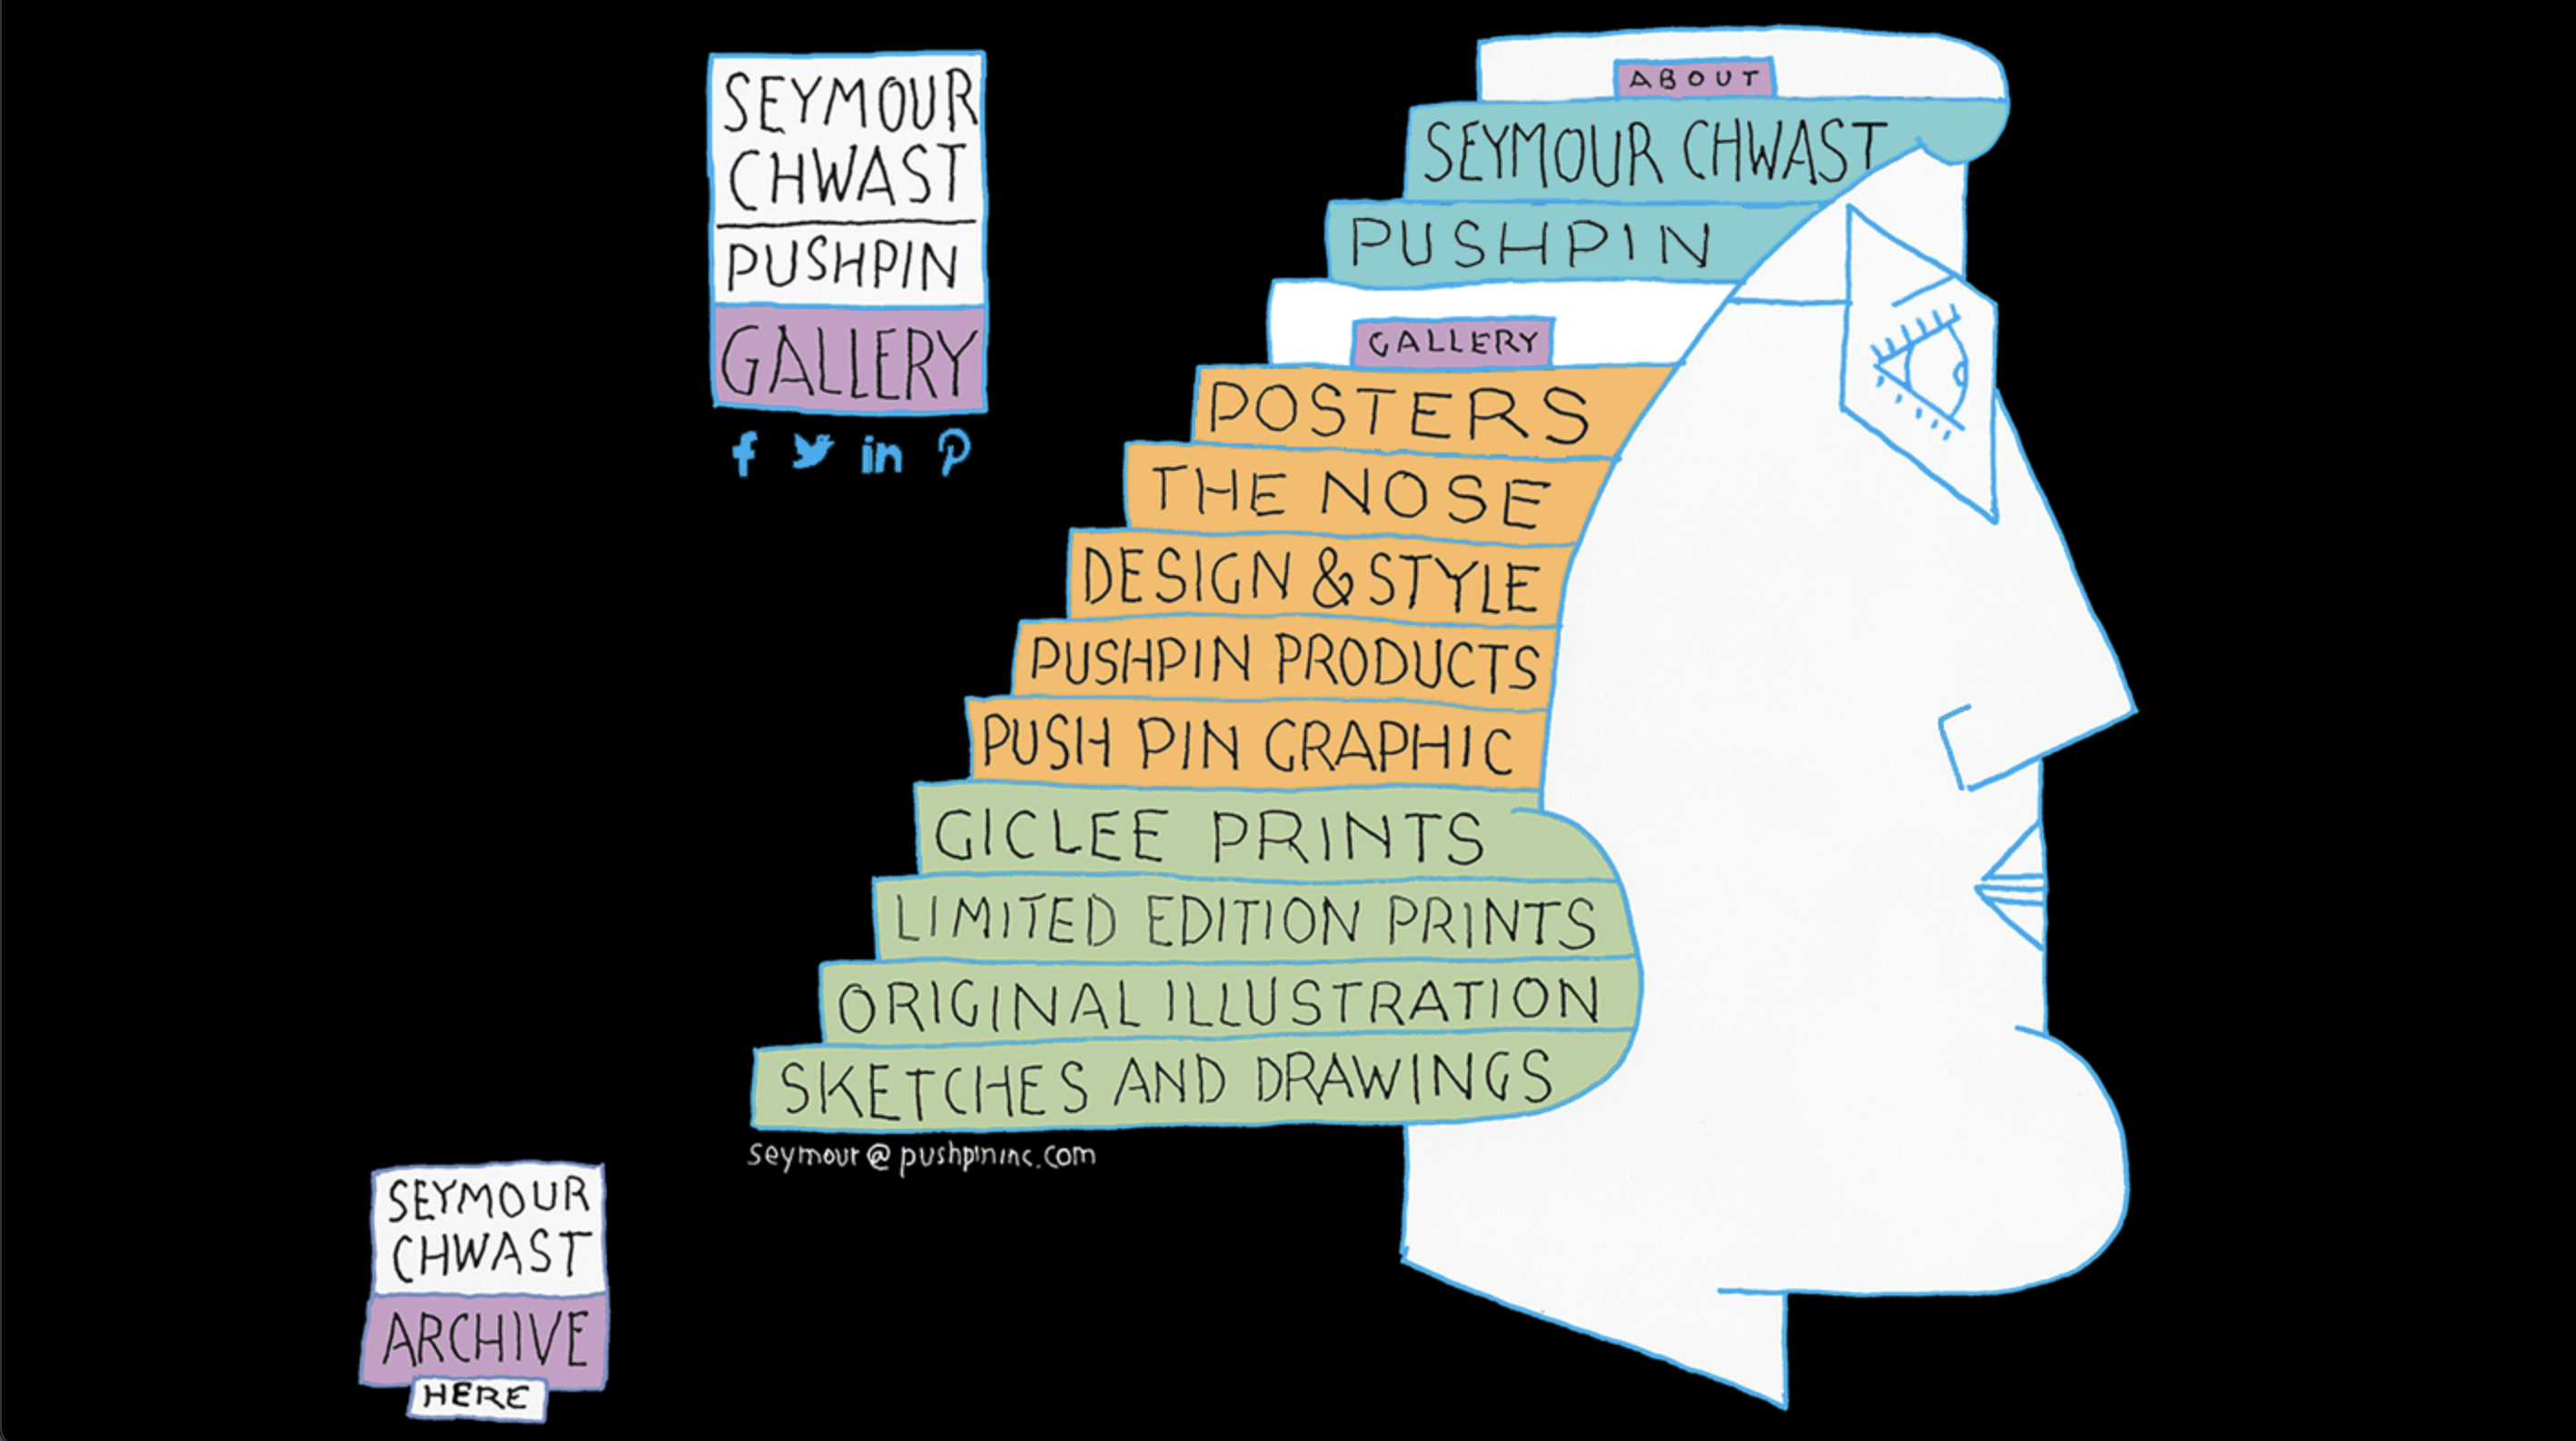 SEYMOUR
CHWAST
PUSHPIN
GALLERY
ABOUT
SEYMOUR CHWAST
PUSHPIN
GALLERY
POSTERS
THE NOSE
DESIGN & STYLE
PUSHPIN PRODUCTS
PUSH PIN GRAPHIC
GICLEE PRINTS
LIMITED EDITION PRINTS
ORIGINAL ILLUSTRATION
SKETCHES AND DRAWINGS
seymour@pushpininc.com
SEYMOUR
CHWAST
ARCHIVE
HERE